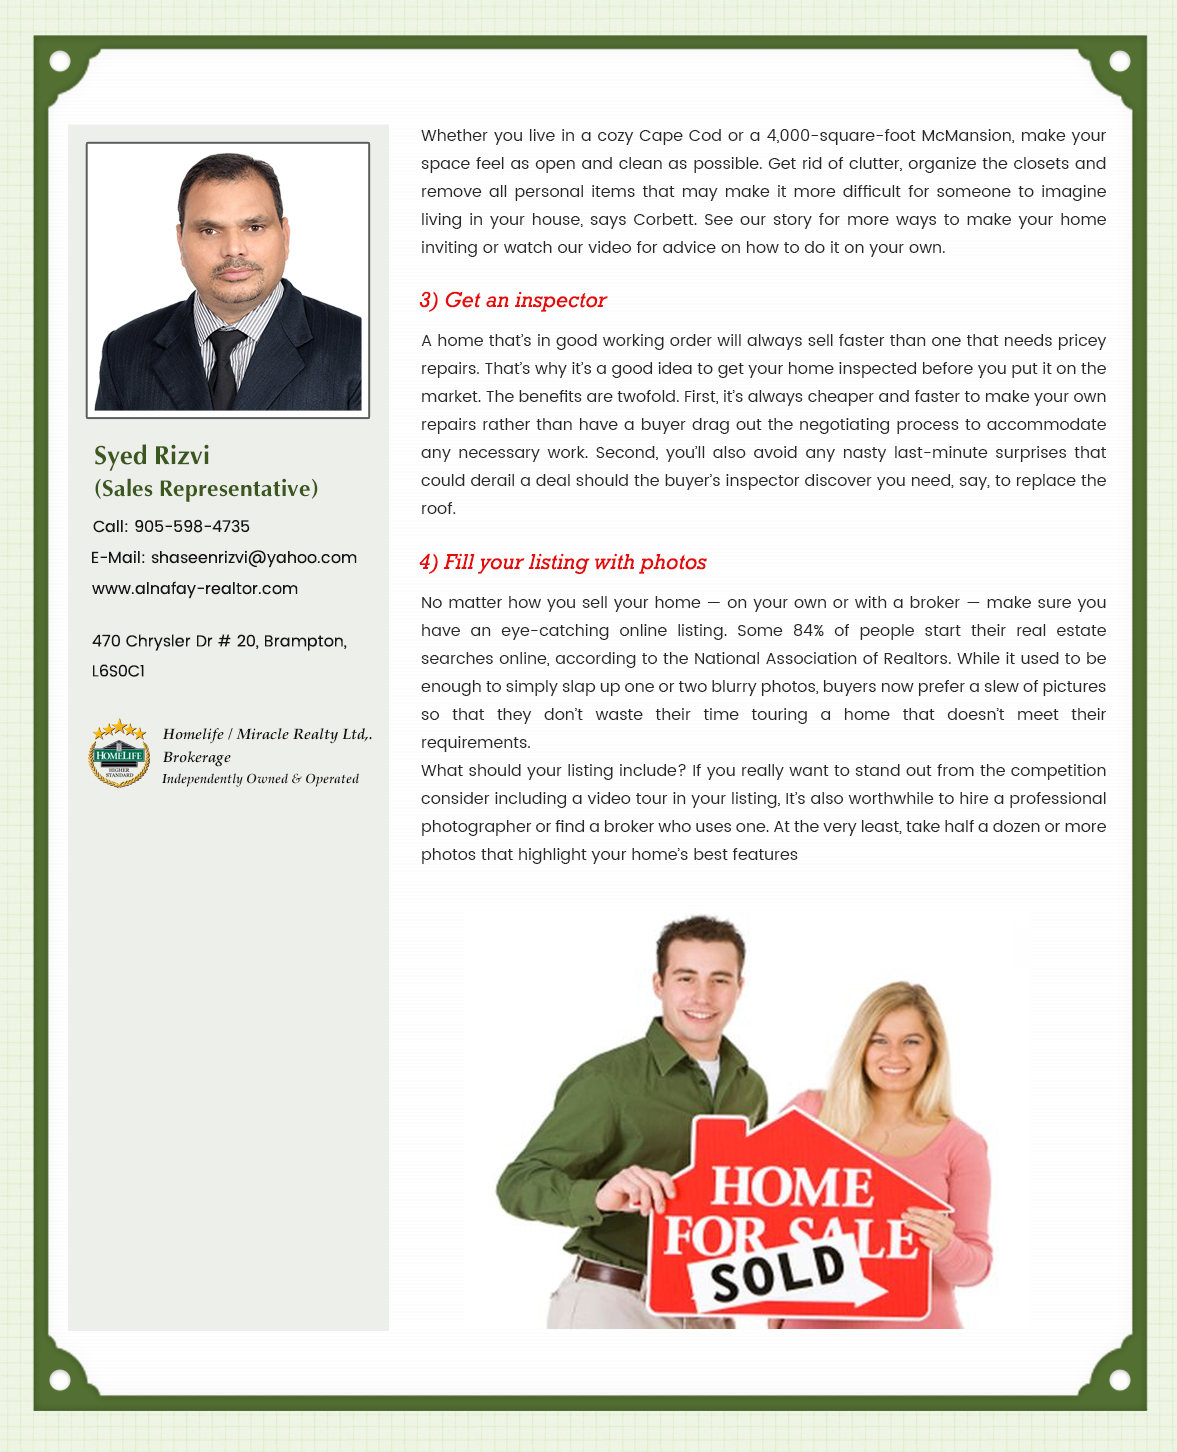 Whether you live in a cozy Cape Cod or a 4,000-square-foot McMansion, make your
space feel as open and clean as possible. Get rid of clutter, organize the closets and
remove all personal items that may make it more difficult for someone to imagine
living in your house, says Corbett. See our story for more ways to make your home
inviting or watch our video for advice on how to do it on your own.
3) Get an inspector
A home that's in good working order will always sell faster than one that needs pricey
repairs. That's why it's a good idea to get your home inspected before you put it on the
market. The benefits are twofold. First, it's always cheaper and faster to make your own
repairs rather than have a buyer drag out the negotiating process to accommodate
any necessary work. Second, you'll also avoid any nasty last-minute surprises that
could derail a deal should the buyer's inspector discover you need, say, to replace the
roof.
4) Fill your listing with photos
No matter how you sell your home — on your own or with a broker — make sure you
have an eye-catching online listing. Some 84% of people start their real estate
searches online, according to the National Association of Realtors. While it used to be
enough to simply slap up one or two blurry photos, buyers now prefer a slew of pictures
so that they don't waste their time touring a home that doesn't meet their
requirements.
What should your listing include? If you really want to stand out from the competition
consider including a video tour in your listing, It's also worthwhile to hire a professional
photographer or find a broker who uses one. At the very least, take half a dozen or more
photos that highlight your home's best features
Syed Rizvi
(Sales Representative)
Call: 905-598-4735
E-Mail: shaseenrizvi@yahoo.com
www.alnafay-realtor.com
470 Chrysler Dr # 20, Brampton,
L6S0C1
HOMELIFE
HIGHER
STANDARD
Homelife / Miracle Realty Ltd,.
Brokerage
Independently Owned & Operated
HOME
FOR SALE
SOLD